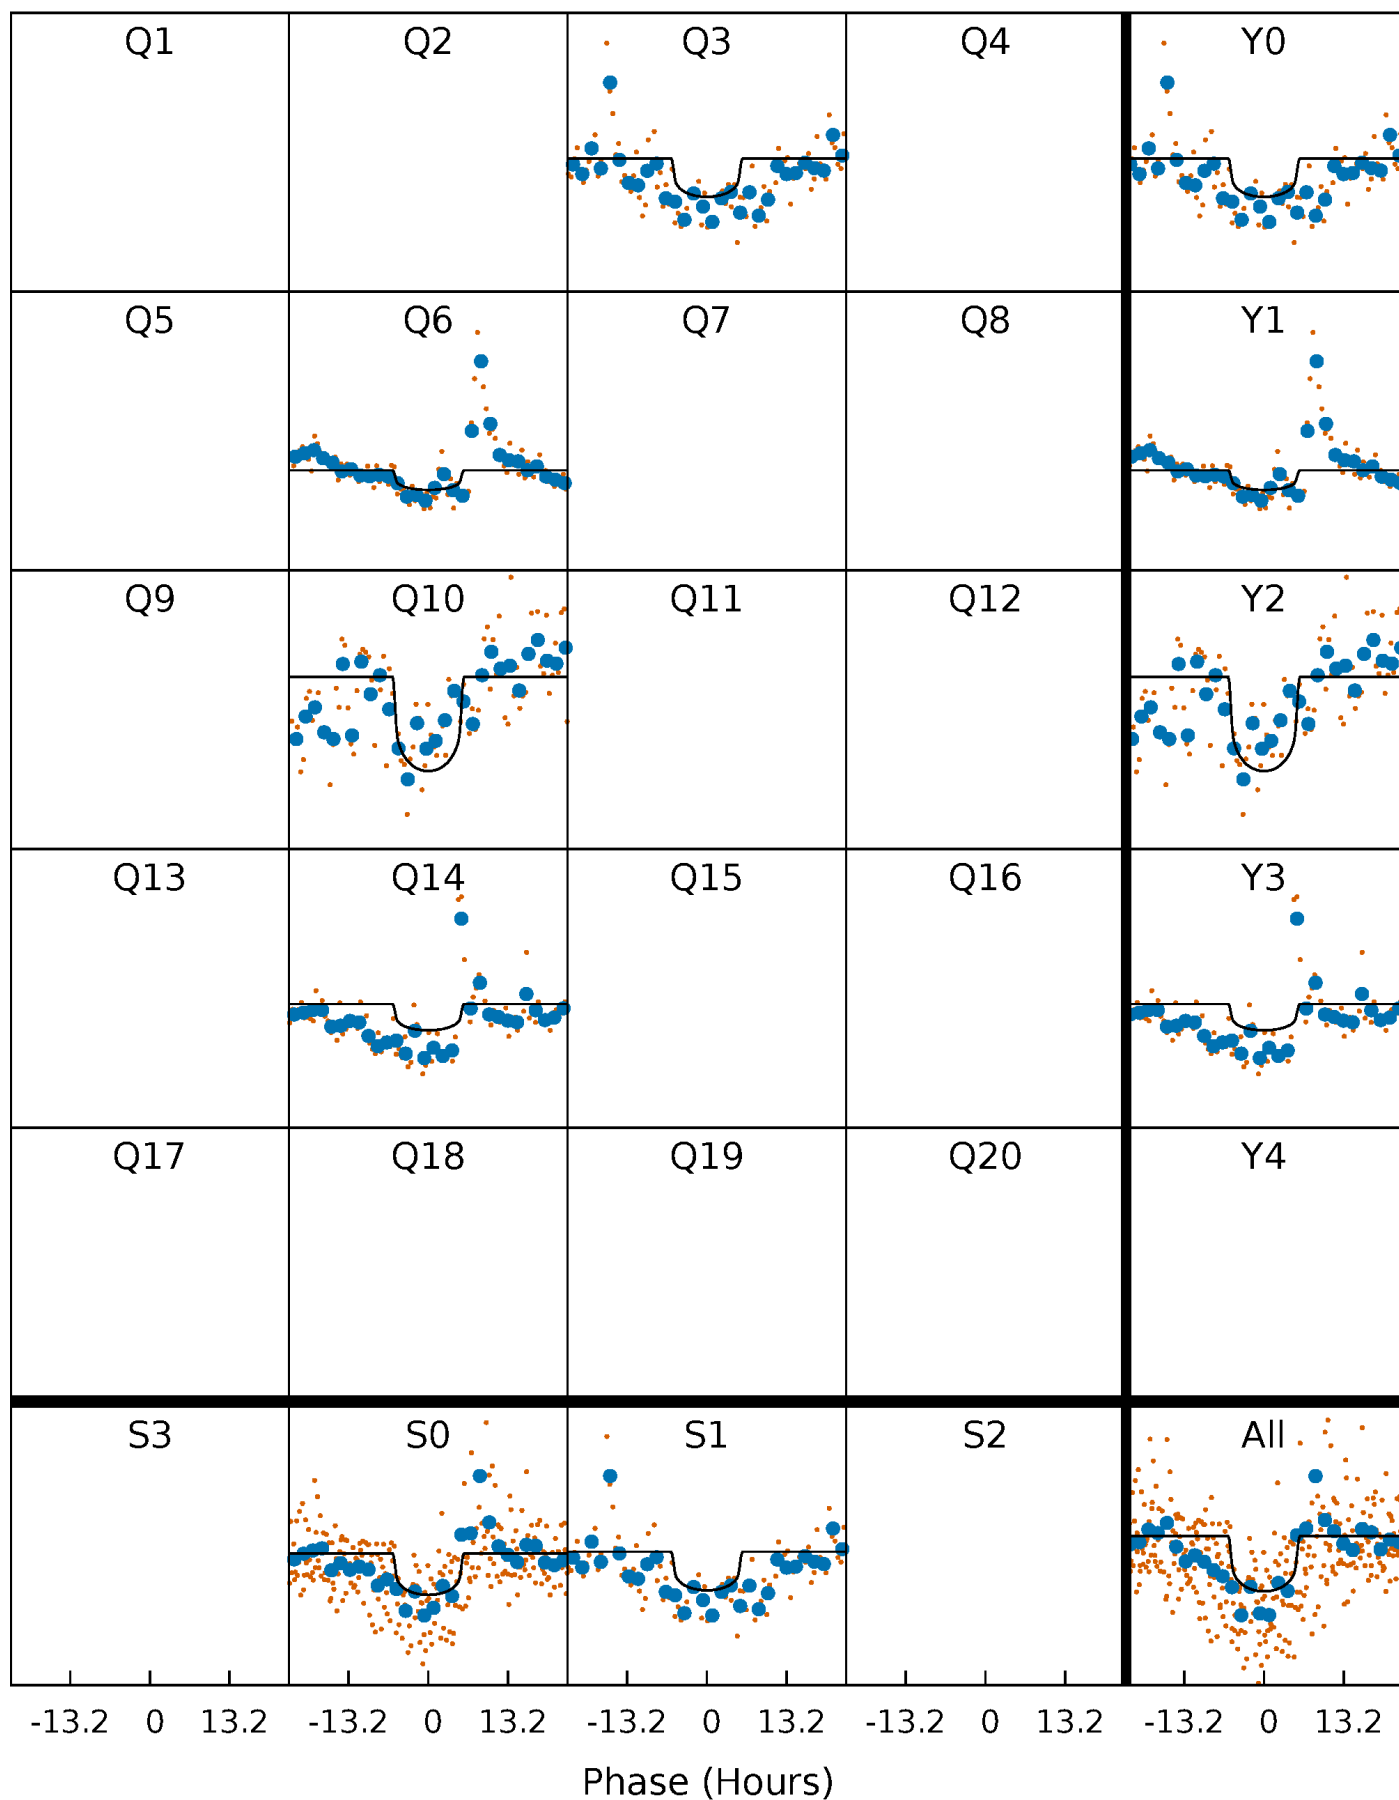 Q1 Q2 Q3 Q4 Y0
Q5 Q6 Q7 Q8 Y1
Q9 Q10 Q11 Q12 Y2
Q13 Q14 Q15 Q16 Y3
Q17 Q18 Q19 Q20 Y4
S3 S0 S1 S2 All
-13.2 0 13.2 -13.2 0 13.2 -13.2 0 13.2 -13.2 0 13.2 -13.2 0 13.2
Phase (Hours)